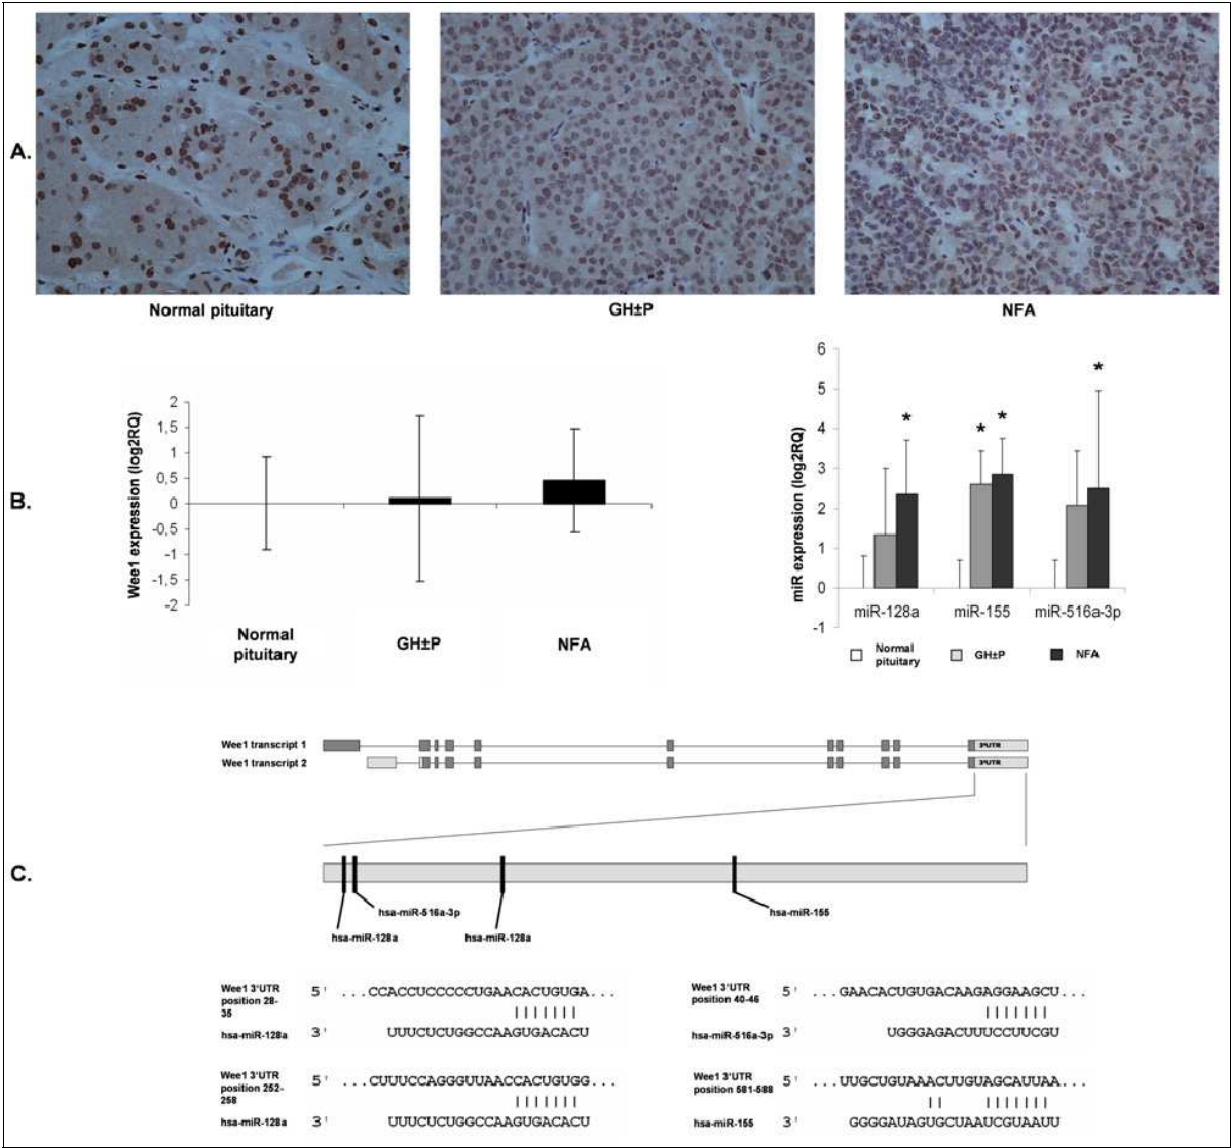 A.
Normal pituitary
GH±P
NFA
B.
Wee1 expression (log2RQ)
2
1,5
1
0,5
0
-0,5
-1
-1,5
-2
Normal
pituitary
GH±P
NFA
miR expression (log2RQ)
6
5
4
3
2
1
0
-1
*
*
*
*
miR-128a
miR-155
miR-516a-3p
Normal
pituitary
GH±P
NFA
C.
Wee1 transcript 1
3'UTR
Wee1 transcript 2
3'UTR
hsa-miR-516a-3p
hsa-miR-155
hsa-miR-128a
hsa-miR-128a
Wee1 3'UTR
position 28-
35
5' ...CCACCUCCCCCUGAACACUGUGA...
hsa-miR-128a
3' UUUCUCUGGCCAAGUGACACU
Wee1 3'UTR
position 40-46
5' ...GAACACUGUGACAAGAGGAAGCU...
hsa-miR-516a-3p
3' UGGGAGACUUUCCUUCGU
Wee1 3'UTR
position 252-
258
5' ...CUUUCCAGGGUUAACCACUGUGG...
hsa-miR-128a
3' UUUCUCUGGCCAAGUGACACU
Wee1 3'UTR
position 581-588
5' ...UUGCUGUAAACUUGUAGCAUUAA...
hsa-miR-155
3' GGGGAUAGUGCUAAUCGUAAUU